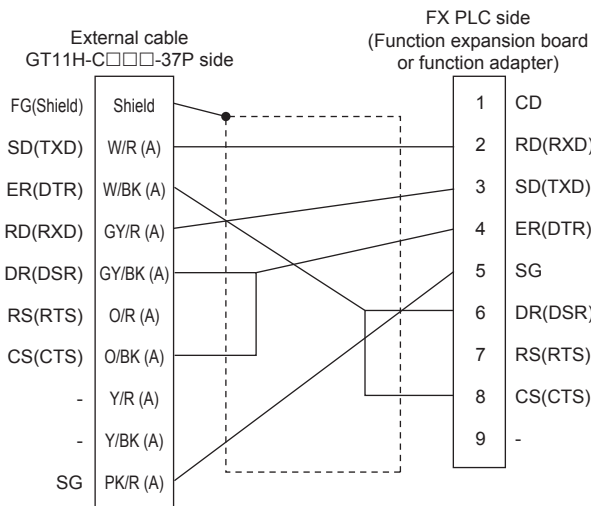 External cable
GT11H-C□□□-37P side
FX PLC side
(Function expansion board
or function adapter)
FG(Shield) Shield
SD(TXD) W/R (A)
ER(DTR) W/BK (A)
RD(RXD) GY/R (A)
DR(DSR) GY/BK (A)
RS(RTS) O/R (A)
CS(CTS) O/BK (A)
- Y/R (A)
- Y/BK (A)
SG PK/R (A)
1 CD
2 RD(RXD)
3 SD(TXD)
4 ER(DTR)
5 SG
6 DR(DSR)
7 RS(RTS)
8 CS(CTS)
9 -